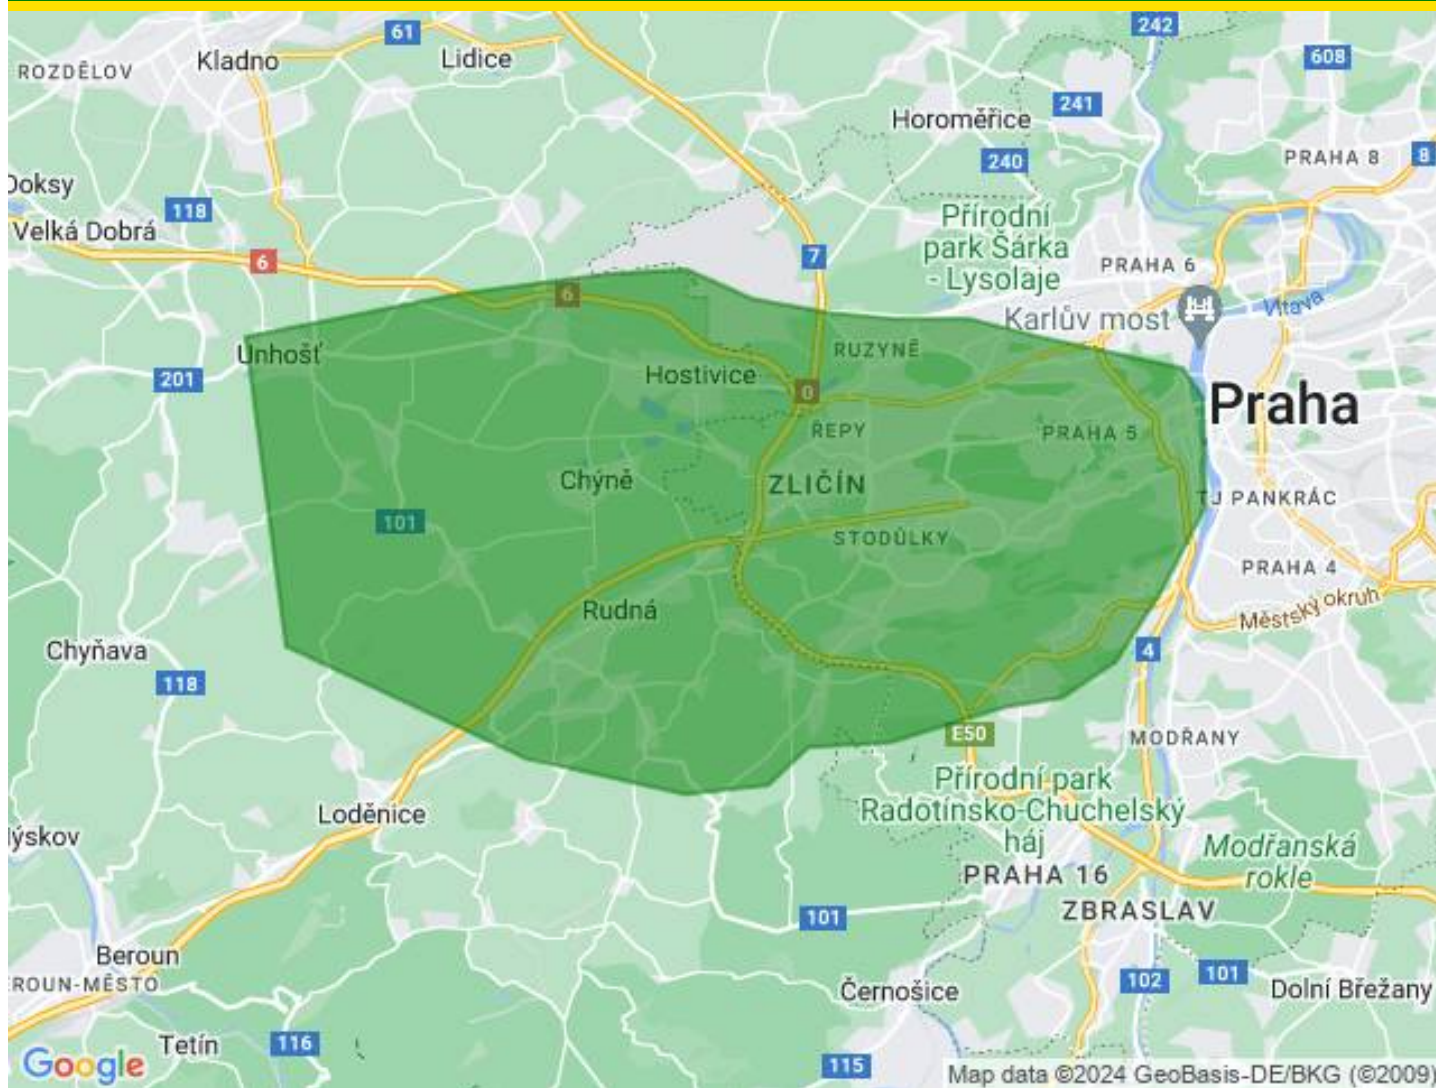 61
242
Kladno
Lidice
608
ROZDĚLOV
241
Horoměřice
240
PRAHA 8
8
Doksy
118
Velká Dobrá
Přírodní
park Šárka
- Lysolaje
6
7
PRAHA 6
6
Vltava
Karlův most
Unhošť
RUZYNĚ
201
Hostivice
0
Praha
ŘEPY
PRAHA 5
Chýně
ZLIČÍN
TJ PANKRÁC
101
STODŮLKY
PRAHA 4
Rudná
Městský okruh
Chyňava
4
118
E50
MODŘANY
Přírodní park
Radotínsko-Chuchelský
háj
Loděnice
ýskov
Modřanská
rokle
PRAHA 16
101
ZBRASLAV
Beroun
EROUN-MĚSTO
102
101
Černošice
Dolní Břežany
Tetín
116
115
Google
Map data ©2024 GeoBasis-DE/BKG (©2009)